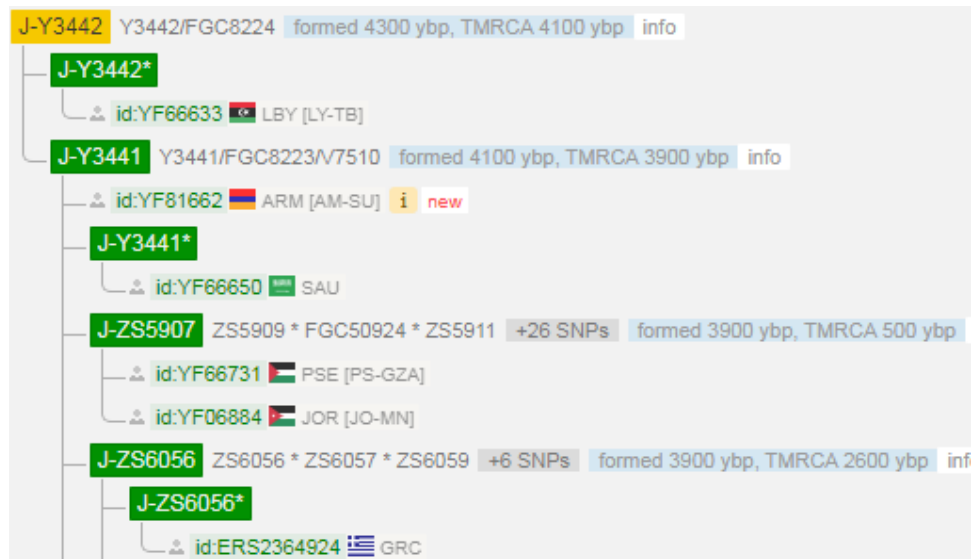 J-Y3442 Y3442/FGC8224 formed 4300 ybp, TMRCA 4100 ybp info
J-Y3442*
id:YF66633 LBY [LY-TB]
J-Y3441 Y3441/FGC8223/V7510 formed 4100 ybp, TMRCA 3900 ybp info
id:YF81662 ARM [AM-SU] i new
J-Y3441*
id:YF66650 SAU
J-ZS5907 ZS5909 * FGC50924 * ZS5911 +26 SNPs formed 3900 ybp, TMRCA 500 ybp
id:YF66731 PSE [PS-GZA]
id:YF06884 JOR [JO-MN]
J-ZS6056 ZS6056 * ZS6057 * ZS6059 +6 SNPs formed 3900 ybp, TMRCA 2600 ybp inf
J-ZS6056*
id:ERS2364924 GRC